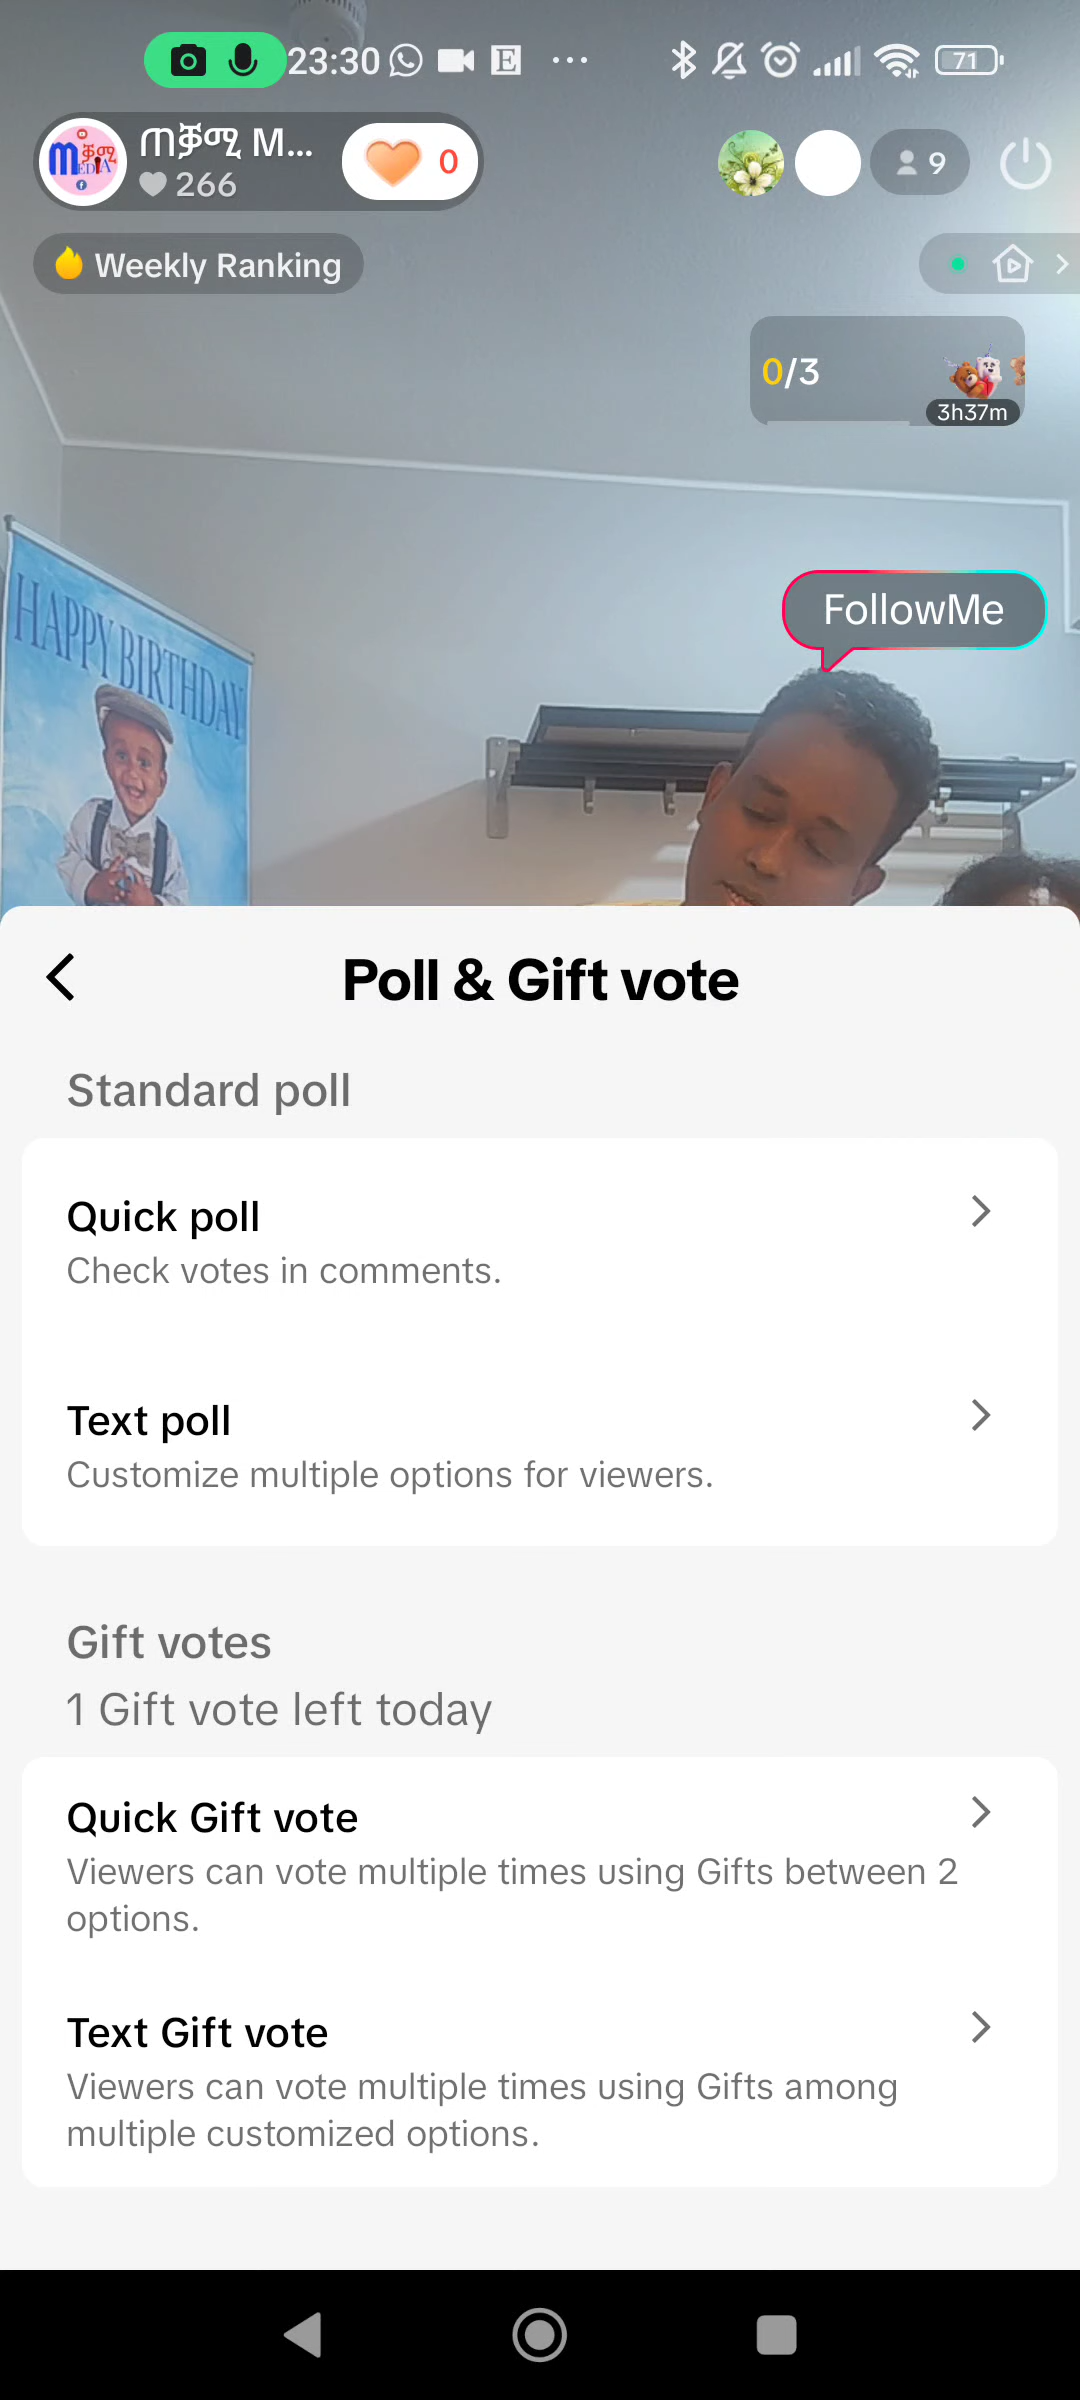 23:30
71
ጠቓሚ M...
266
0
9
Weekly Ranking
0/3
3h37m
FollowMe
HAPPY BIRTHDAY
Poll & Gift vote
Standard poll
Quick poll
Check votes in comments.
Text poll
Customize multiple options for viewers.
Gift votes
1 Gift vote left today
Quick Gift vote
Viewers can vote multiple times using Gifts between 2
options.
Text Gift vote
Viewers can vote multiple times using Gifts among
multiple customized options.